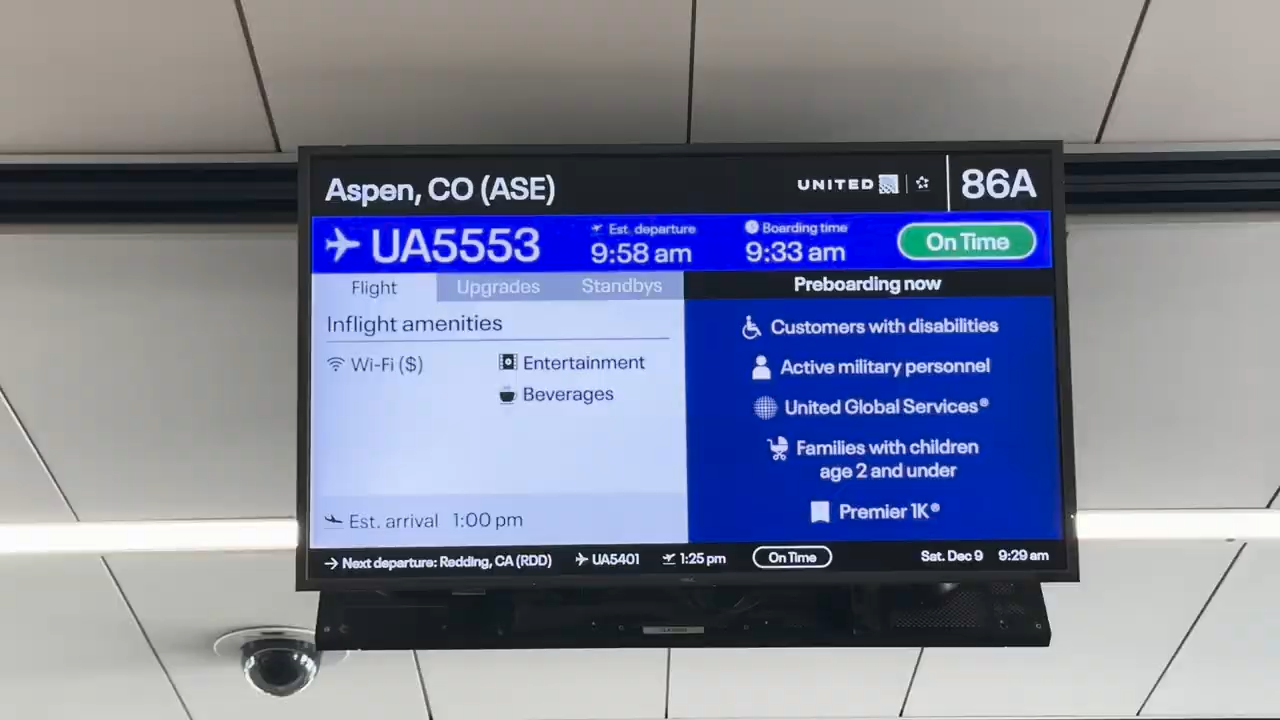 Aspen, CO (ASE)
UNITED
86A
UA5553
Est. departure
9:58 am
Boarding time
9:33 am
On Time
Flight
Upgrades
Standbys
Preboarding now
Inflight amenities
Wi-Fi ($)
Entertainment
Beverages
Est. arrival 1:00 pm
Customers with disabilities
Active military personnel
United Global Services®
Families with children
age 2 and under
Premier 1K®
→ Next departure: Redding, CA (RDD) UA5401 1:25 pm On Time Sat. Dec 9 9:29 am